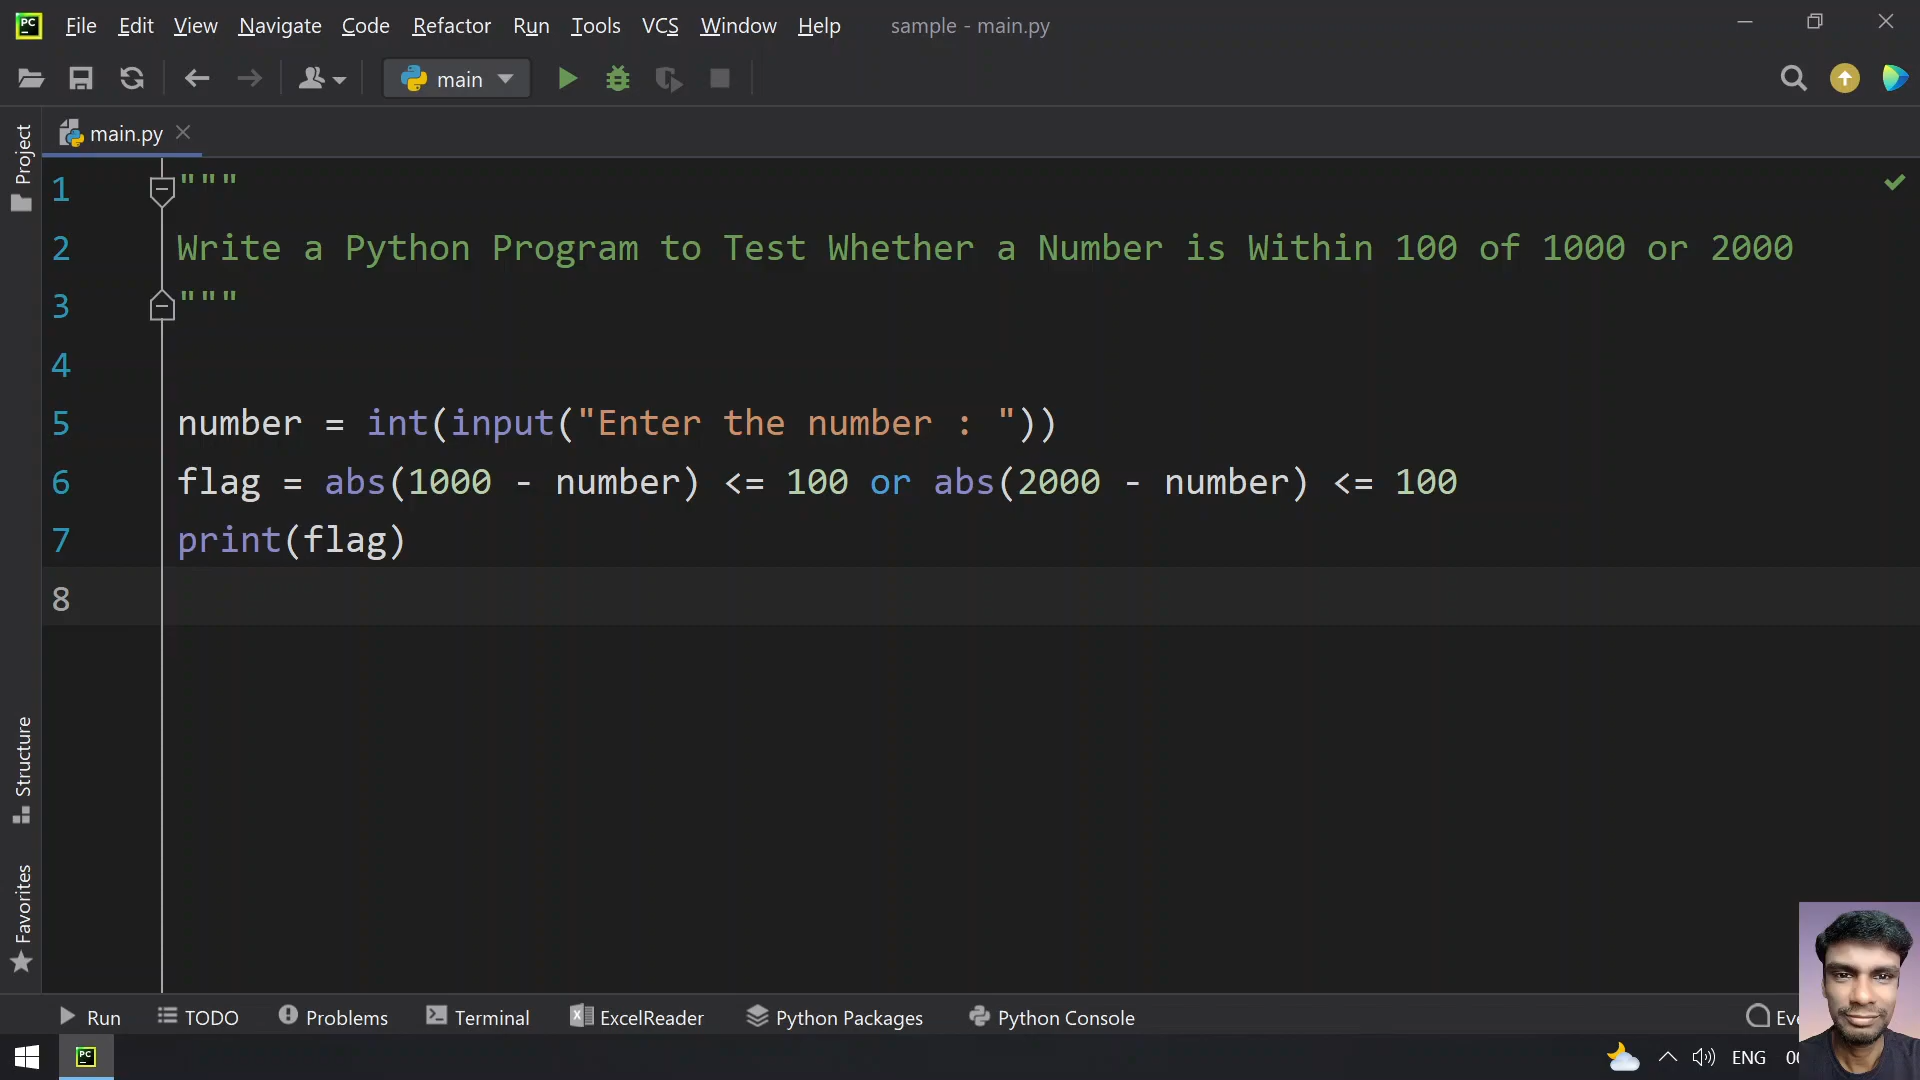 PC File Edit View Navigate Code Refactor Run Tools VCS Window Help sample - main.py
main
main.py
Project
1 """
2 Write a Python Program to Test Whether a Number is Within 100 of 1000 or 2000
3 """
4
5 number = int(input("Enter the number : "))
6 flag = abs(1000 - number) <= 100 or abs(2000 - number) <= 100
7 print(flag)
8
Structure
Favorites
Run TODO Problems Terminal ExcelReader Python Packages Python Console
PC ENG